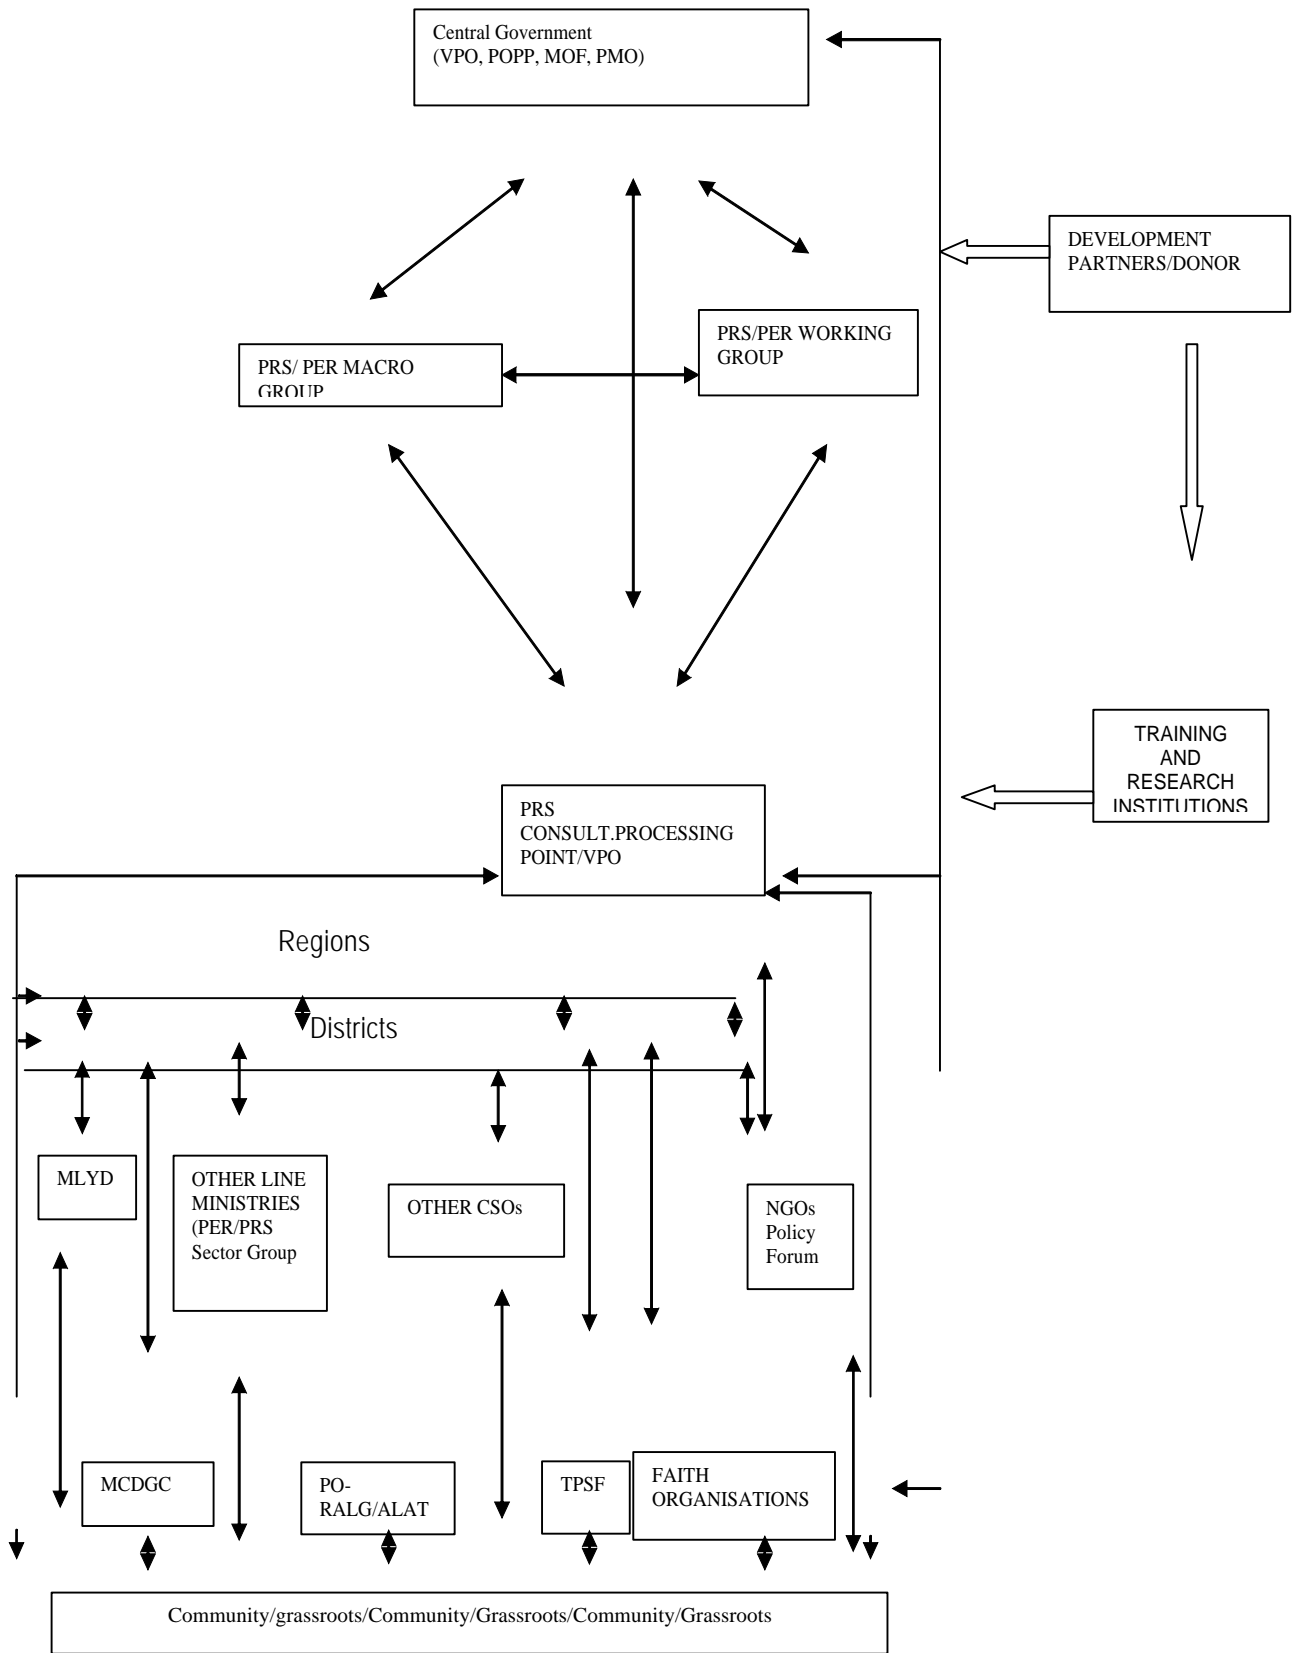 Central Government
(VPO, POPP, MOF, PMO)
DEVELOPMENT
PARTNERS/DONOR
PRS/PER WORKING
GROUP
PRS/ PER MACRO
GROUP
TRAINING
AND
RESEARCH
INSTITUTIONS
PRS
CONSULT.PROCESSING
POINT/VPO
Regions
Districts
MLYD
OTHER LINE
MINISTRIES
(PER/PRS
Sector Group
OTHER CSOs
NGOs
Policy
Forum
MCDGC
PO-
RALG/ALAT
TPSF
FAITH
ORGANISATIONS
Community/grassroots/Community/Grassroots/Community/Grassroots